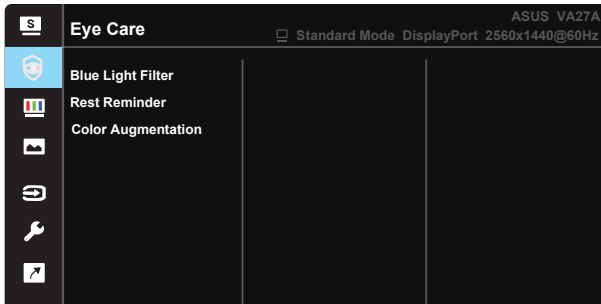 S
ASUS VA27A
Eye Care
Standard Mode DisplayPort 2560x1440@60Hz
Blue Light Filter
Rest Reminder
Color Augmentation